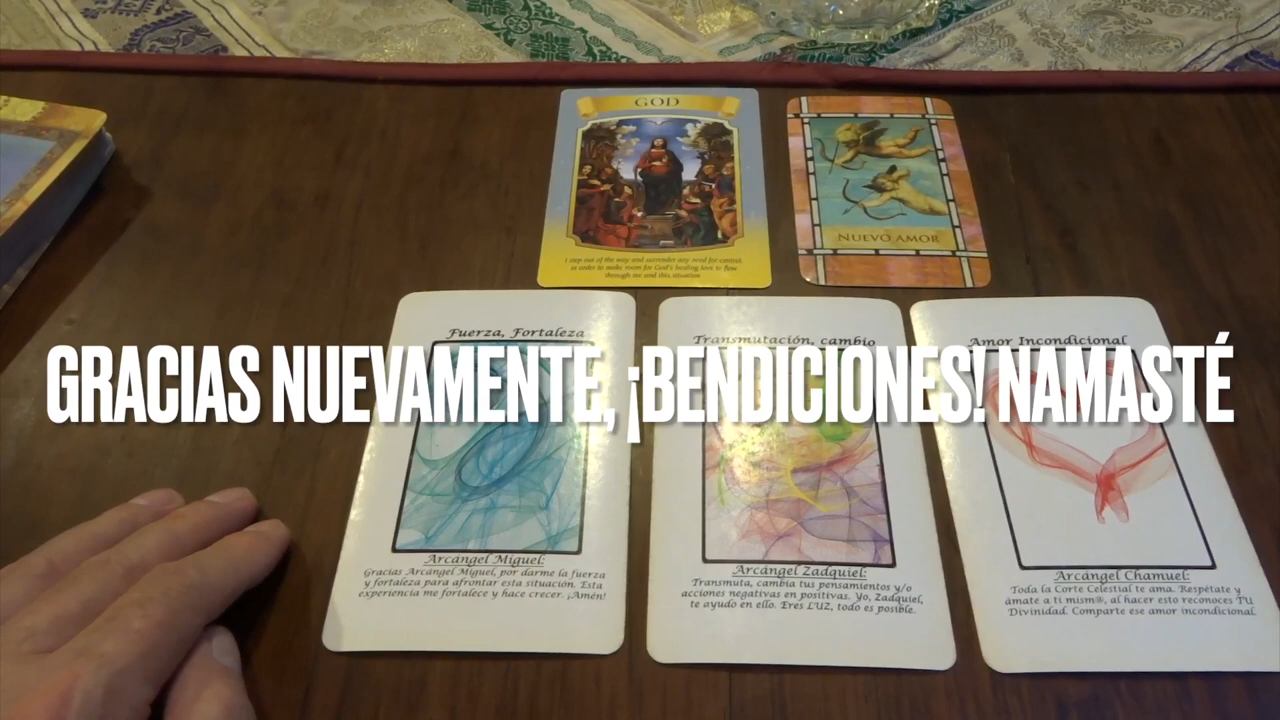 GOD
I step out of the way and surrender any need for control,
in order to make room for God's healing love to flow
through me and this situation
NUEVO AMOR
Fuerza, Fortaleza
Transmutación, cambio
Amor Incondicional
GRACIAS NUEVAMENTE, ¡BENDICIONES! NAMASTÉ
Arcángel Miguel:
Gracias Arcángel Miguel, por darme la fuerza
y fortaleza para afrontar esta situación. Esta
experiencia me fortalece y hace crecer. ¡Amén!
Arcángel Zadquiel:
Transmuta, cambia tus pensamientos y/o
acciones negativas en positivas. Yo, Zadquiel,
te ayudo en ello. Eres LUZ, todo es posible.
Arcángel Chamuel:
Toda la Corte Celestial te ama. Respétate y
ámate a ti mism@, al hacer esto reconoces TU
Divinidad. Comparte ese amor incondicional.